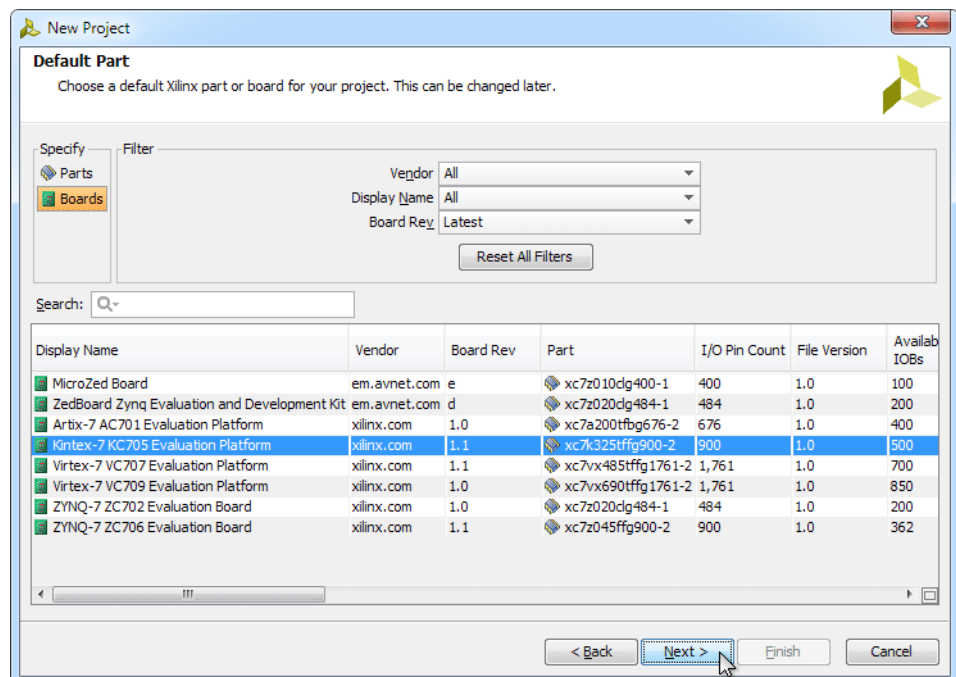 New Project
Default Part
Choose a default Xilinx part or board for your project. This can be changed later.
Specify Filter
Parts Vendor All
Boards Display Name All
Board Rev Latest
Reset All Filters
Search:
Display Name Vendor Board Rev Part I/O Pin Count File Version Availab
IOBs
MicroZed Board em.avnet.com e xc7z010clg400-1 400 1.0 100
ZedBoard Zynq Evaluation and Development Kit em.avnet.com d xc7z020clg484-1 484 1.0 200
Artix-7 AC701 Evaluation Platform xilinx.com 1.0 xc7a200tfbg676-2 676 1.0 400
Kintex-7 KC705 Evaluation Platform xilinx.com 1.1 xc7k325tffg900-2 900 1.0 500
Virtex-7 VC707 Evaluation Platform xilinx.com 1.1 xc7vx485tffg1761-2 1,761 1.0 700
Virtex-7 VC709 Evaluation Platform xilinx.com 1.0 xc7vx690tffg1761-2 1,761 1.0 850
ZYNQ-7 ZC702 Evaluation Board xilinx.com 1.0 xc7z020clg484-1 484 1.0 200
ZYNQ-7 ZC706 Evaluation Board xilinx.com 1.1 xc7z045ffg900-2 900 1.0 362
< Back Next > Finish Cancel